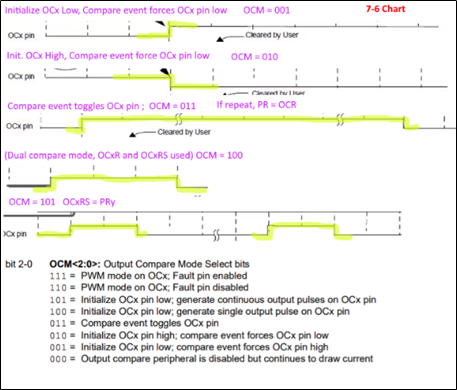 Initialize OCx Low, Compare event forces OCx pin low OCM = 001 7-6 Chart
OCx pin
Cleared by User
Init. OCx High, Compare event force OCx pin low OCM = 010
OCx pin
Cleared by User
Compare event toggles OCx pin ; OCM = 011 If repeat, PR = OCR
OCx pin
Cleared by User
(Dual compare mode, OCxR and OCxRS used) OCM = 100
OCM = 101 OCxRS = PRy
OCx pin
bit 2-0 OCM<2:0>: Output Compare Mode Select bits
111 = PWM mode on OCx; Fault pin enabled
110 = PWM mode on OCx; Fault pin disabled
101 = Initialize OCx pin low; generate continuous output pulses on OCx pin
100 = Initialize OCx pin low; generate single output pulse on OCx pin
011 = Compare event toggles OCx pin
010 = Initialize OCx pin high; compare event forces OCx pin low
001 = Initialize OCx pin low; compare event forces OCx pin high
000 = Output compare peripheral is disabled but continues to draw current